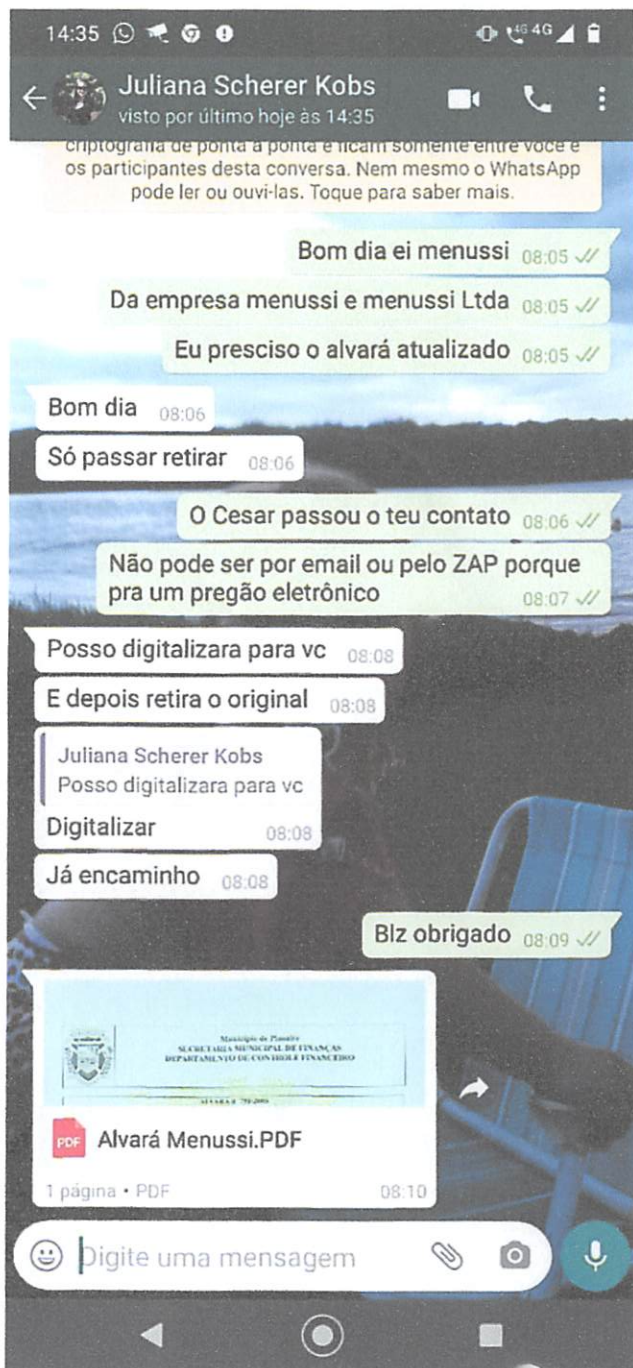 14:35
4G 4G
Juliana Scherer Kobs
visto por último hoje às 14:35
criptografia de ponta a ponta e ficam somente entre você e
os participantes desta conversa. Nem mesmo o WhatsApp
pode ler ou ouvi-las. Toque para saber mais.
Bom dia ei menussi 08:05
Da empresa menussi e menussi Ltda 08:05
Eu presciso o alvará atualizado 08:05
Bom dia 08:06
Só passar retirar 08:06
O Cesar passou o teu contato 08:06
Não pode ser por email ou pelo ZAP porque
pra um pregão eletrônico 08:07
Posso digitalizara para vc 08:08
E depois retira o original 08:08
Juliana Scherer Kobs
Posso digitalizara para vc
Digitalizar 08:08
Já encaminho 08:08
Blz obrigado 08:09
Município de Planalto
SECRETARIA MUNICIPAL DE FINANÇAS
DEPARTAMENTO DE CONTROLE FINANCEIRO
PDF Alvará Menussi.PDF
1 página • PDF 08:10
Digite uma mensagem